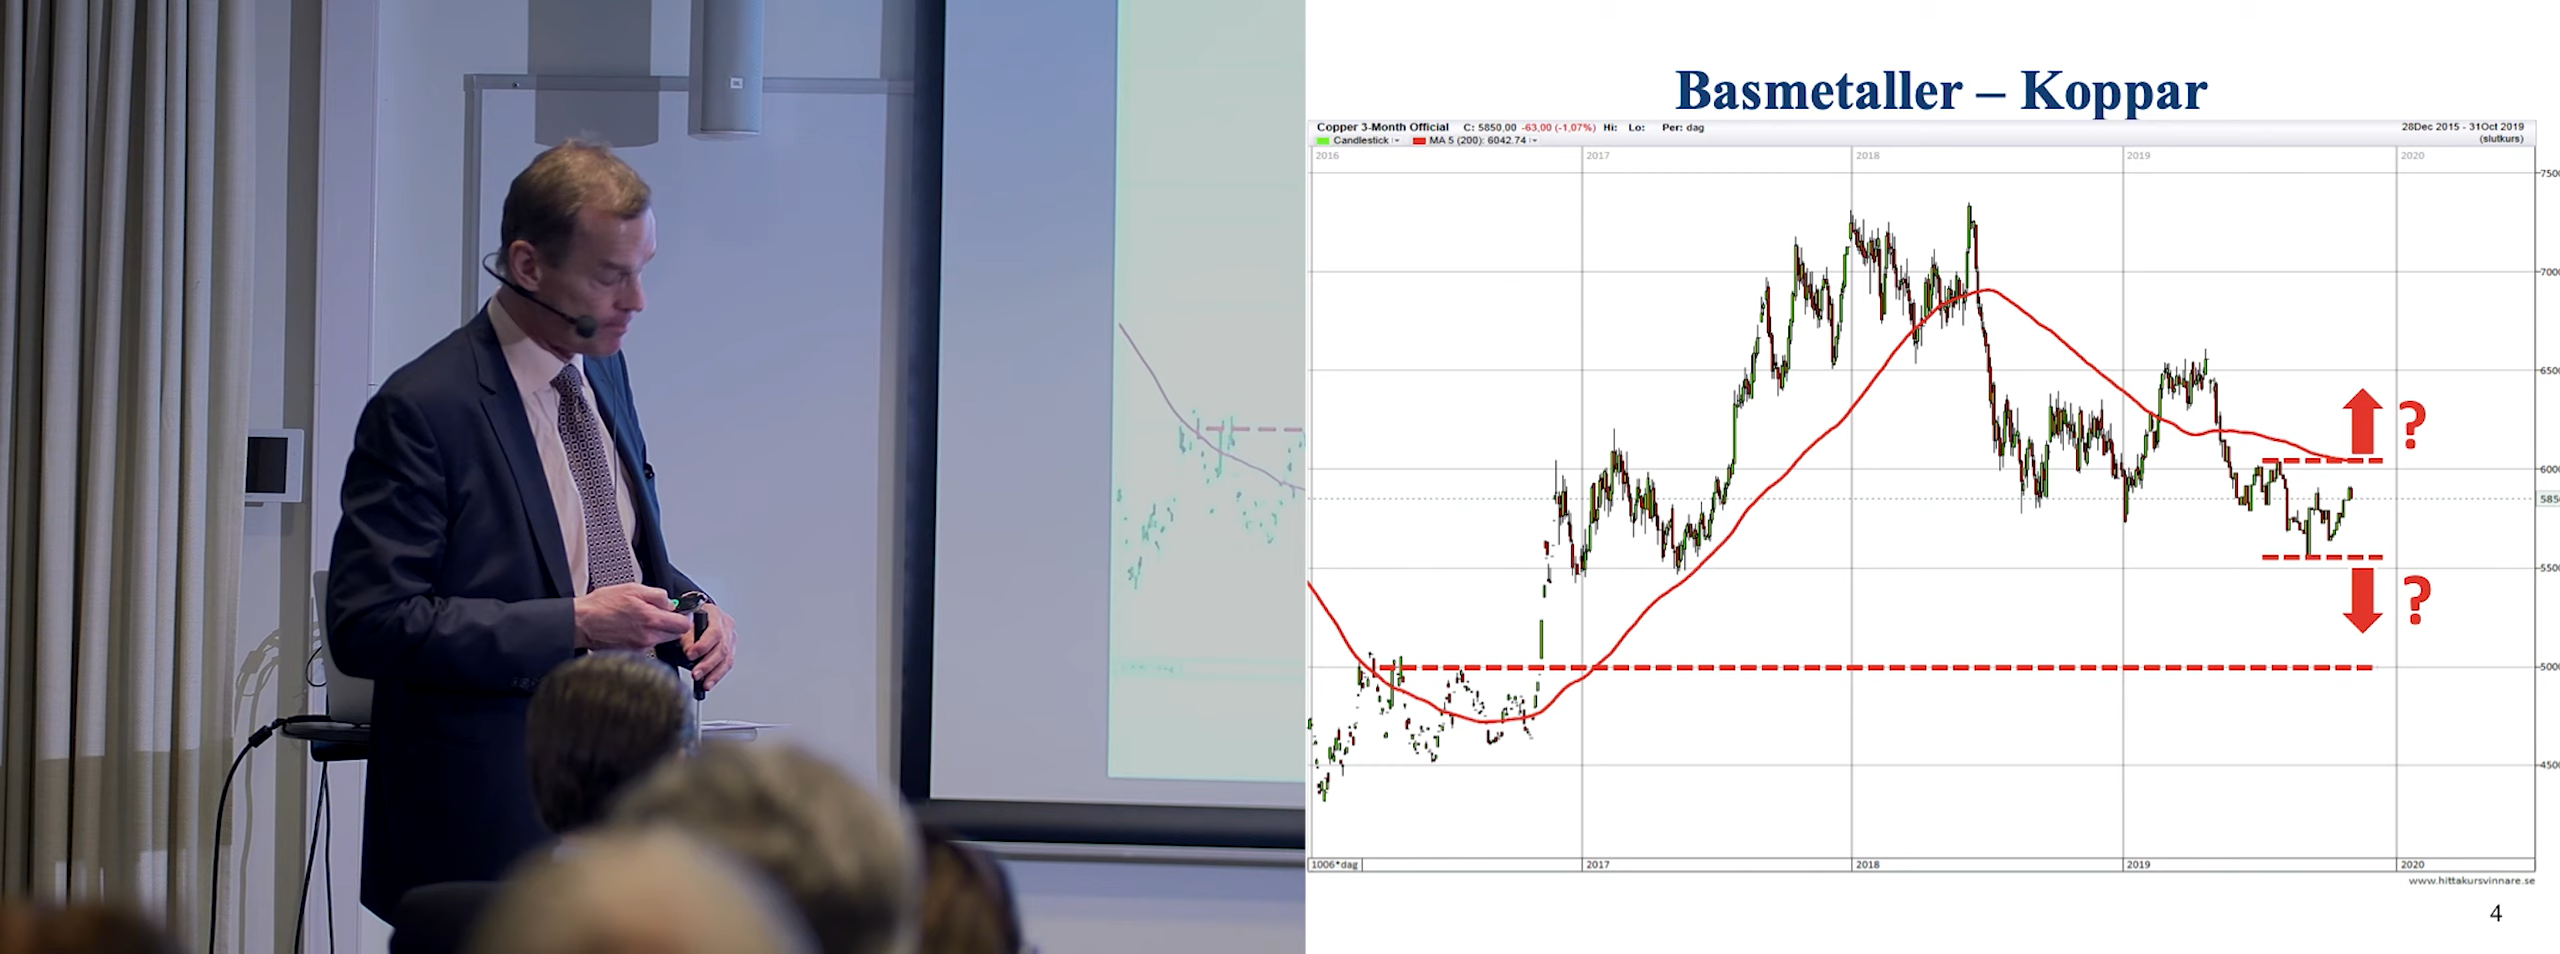 Basmetaller – Koppar
Copper 3-Month Official C: 5850,00 -63,00 (-1,07%) Hi: Lo: Per: dag
28Dec 2015 - 31Oct 2019
Candlestick MA 5 (200): 6042.74
(slutkurs)
2016 2017 2018 2019 2020
7500
7000
6500
?
6000
585
5500
?
5000
4500
1006*dag 2017 2018 2019 2020
www.hittakursvinnare.se
4